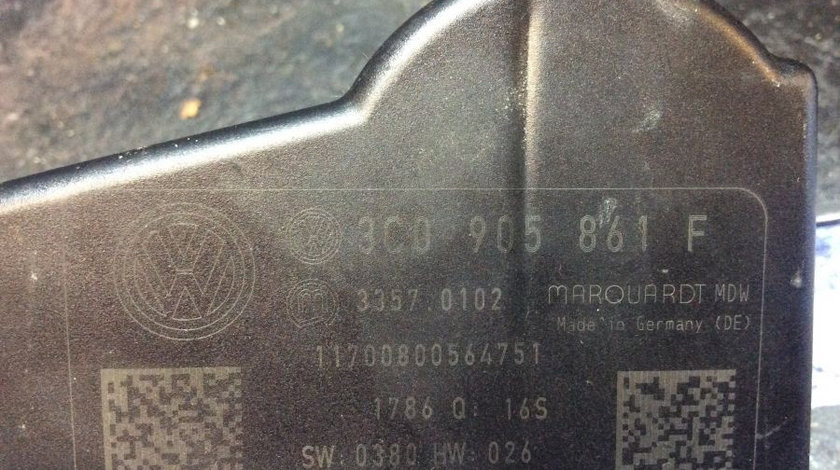 3C0 905 861 F
3357.0102 MARQUARDT MDW
Made in Germany (DE)
11700800564751
1786 Q: 16S
SW: 0380 HW: 026